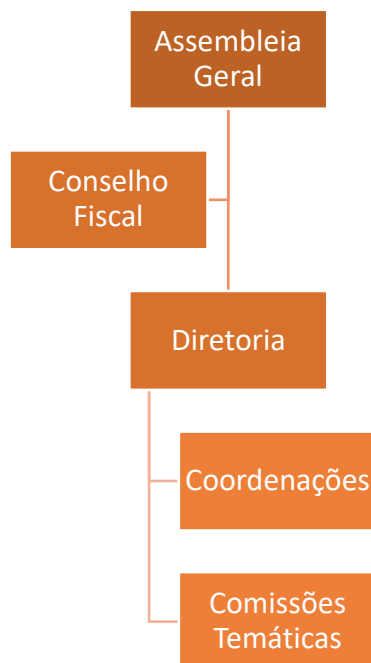 Assembleia
Geral
Conselho
Fiscal
Diretoria
Coordenações
Comissões
Temáticas